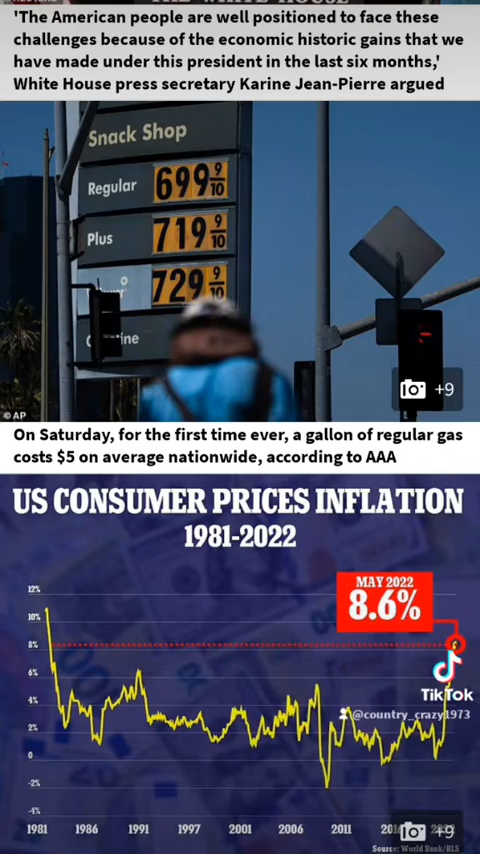 'The American people are well positioned to face these
challenges because of the economic historic gains that we
have made under this president in the last six months,'
White House press secretary Karine Jean-Pierre argued
Snack Shop
Regular 699 9/10
Plus 719 9/10
729 9/10
+9
© AP
On Saturday, for the first time ever, a gallon of regular gas
costs $5 on average nationwide, according to AAA
US CONSUMER PRICES INFLATION
1981-2022
MAY 2022
8.6%
12%
10%
8%
6%
4%
2%
0
-2%
-4%
TikTok
@country_crazy1973
1981 1986 1991 1997 2001 2006 2011
+9
Source: World Bank/BLS